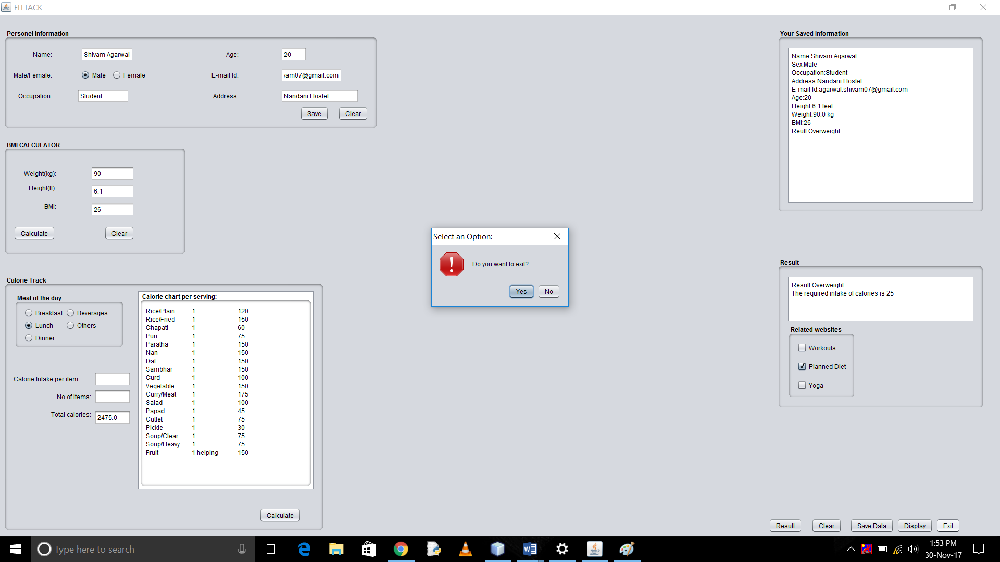 FITTACK
Personel Information
Name: Shivam Agarwal Age: 20
Male/Female: Male Female E-mail Id: vam07@gmail.com
Occupation: Student Address: Nandani Hostel
Save Clear
BMI CALCULATOR
Weight(kg): 90
Height(ft): 6.1
BMI: 26
Calculate Clear
Calorie Track
Meal of the day
Breakfast Beverages
Lunch Others
Dinner
Calorie Intake per item:
No of items:
Total calories: 2475.0
Calorie chart per serving:
Rice/Plain 1 120
Rice/Fried 1 150
Chapati 1 60
Puri 1 75
Paratha 1 150
Nan 1 150
Dal 1 150
Sambhar 1 150
Curd 1 100
Vegetable 1 150
Curry/Meat 1 175
Salad 1 100
Papad 1 45
Cutlet 1 75
Pickle 1 30
Soup/Clear 1 75
Soup/Heavy 1 75
Fruit 1 helping 150
Calculate
Select an Option:
Do you want to exit?
Yes No
Your Saved Information
Name:Shivam Agarwal
Sex:Male
Occupation:Student
Address:Nandani Hostel
E-mail Id:agarwal.shivam07@gmail.com
Age:20
Height:6.1 feet
Weight:90.0 kg
BMI:26
Reult:Overweight
Result
Result:Overweight
The required intake of calories is 25
Related websites
Workouts
Planned Diet
Yoga
Result Clear Save Data Display Exit
Type here to search
1:53 PM
30-Nov-17